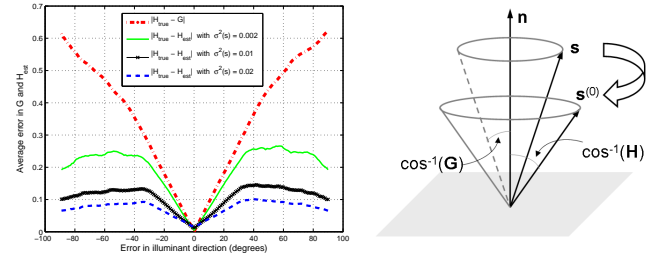 0.7
0.6
0.5
0.4
0.3
0.2
0.1
0
−100
−80
−60
−40
−20
0
20
40
60
80
100
Average error in G and H_est
Error in illuminant direction (degrees)
|H_true − G|
|H_true − H_est| with σ²(s) = 0.002
|H_true − H_est| with σ²(s) = 0.01
|H_true − H_est| with σ²(s) = 0.02
n
s
s⁽⁰⁾
cos⁻¹(G)
cos⁻¹(H)